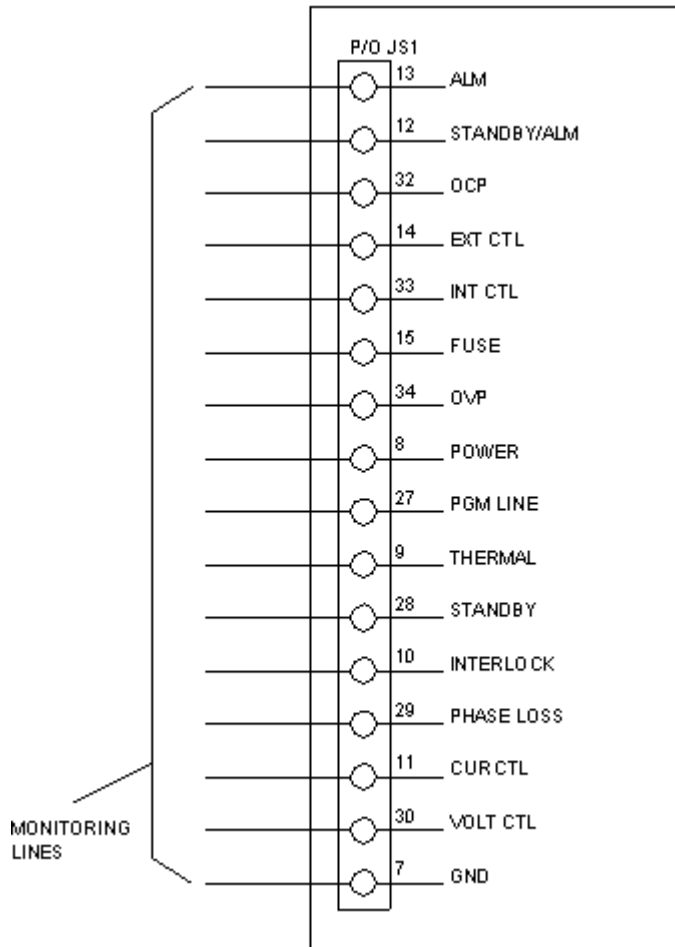 P/O JS1
13 ALM
12 STANDBY/ALM
32 OCP
14 EXT CTL
33 INT CTL
15 FUSE
34 OVP
8 POWER
27 PGM LINE
9 THERMAL
28 STANDBY
10 INTERLOCK
29 PHASE LOSS
11 CUR CTL
30 VOLT CTL
7 GND
MONITORING
LINES